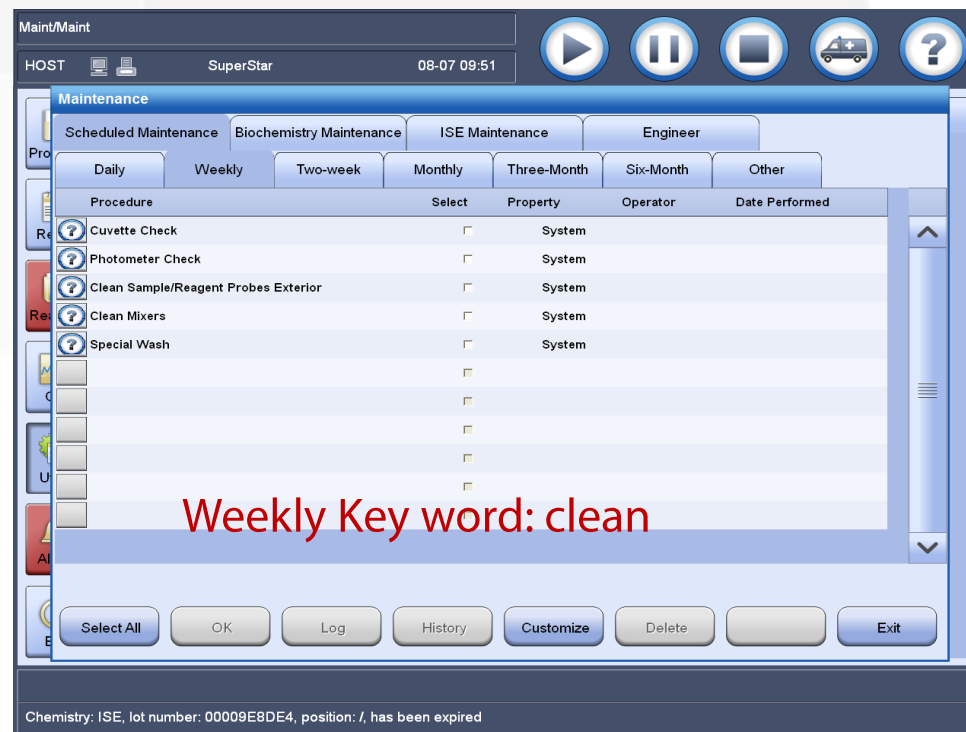 Maint/Maint
HOST SuperStar 08-07 09:51
?
Maintenance
Scheduled Maintenance Biochemistry Maintenance ISE Maintenance Engineer
Daily Weekly Two-week Monthly Three-Month Six-Month Other
Procedure Select Property Operator Date Performed
? Cuvette Check System
? Photometer Check System
? Clean Sample/Reagent Probes Exterior System
? Clean Mixers System
? Special Wash System
Weekly Key word: clean
Select All OK Log History Customize Delete Exit
Chemistry: ISE, lot number: 00009E8DE4, position: /, has been expired